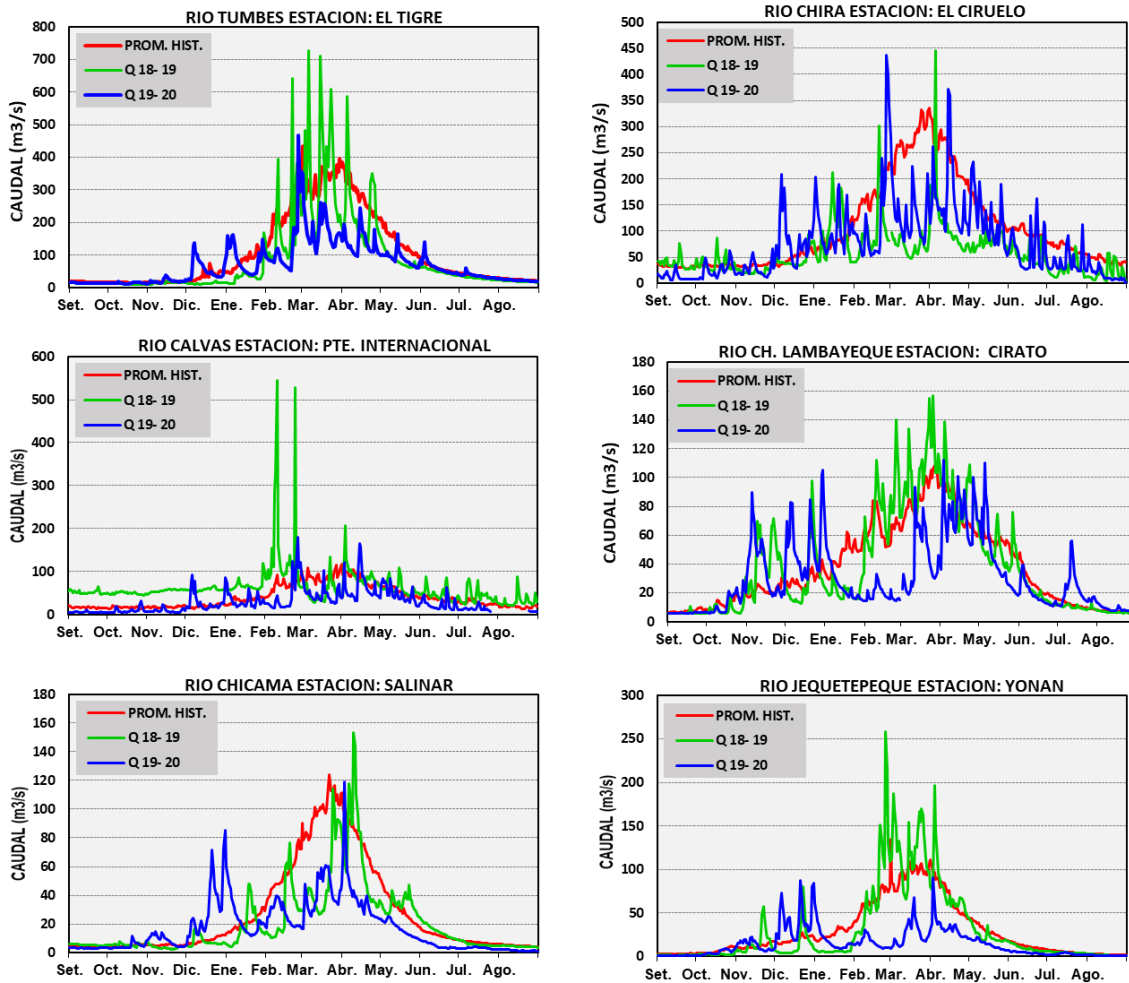 RIO TUMBES ESTACION: EL TIGRE
800
700
600
500
400
300
200
100
0
CAUDAL (m3/s)
PROM. HIST.
Q 18- 19
Q 19- 20
Set. Oct. Nov. Dic. Ene. Feb. Mar. Abr. May. Jun. Jul. Ago.
RIO CHIRA ESTACION: EL CIRUELO
500
450
400
350
300
250
200
150
100
50
0
CAUDAL (m3/s)
PROM. HIST.
Q 18- 19
Q 19- 20
Set. Oct. Nov. Dic. Ene. Feb. Mar. Abr. May. Jun. Jul. Ago.
RIO CALVAS ESTACION: PTE. INTERNACIONAL
600
500
400
300
200
100
0
CAUDAL (m3/s)
PROM. HIST.
Q 18- 19
Q 19- 20
Set. Oct. Nov. Dic. Ene. Feb. Mar. Abr. May. Jun. Jul. Ago.
RIO CH. LAMBAYEQUE ESTACION: CIRATO
180
160
140
120
100
80
60
40
20
0
CAUDAL (m3/s)
PROM. HIST.
Q 18- 19
Q 19- 20
Set. Oct. Nov. Dic. Ene. Feb. Mar. Abr. May. Jun. Jul. Ago.
RIO CHICAMA ESTACION: SALINAR
180
160
140
120
100
80
60
40
20
0
CAUDAL (m3/s)
PROM. HIST.
Q 18- 19
Q 19- 20
Set. Oct. Nov. Dic. Ene. Feb. Mar. Abr. May. Jun. Jul. Ago.
RIO JEQUETEPEQUE ESTACION: YONAN
300
250
200
150
100
50
0
CAUDAL (m3/s)
PROM. HIST.
Q 18- 19
Q 19- 20
Set. Oct. Nov. Dic. Ene. Feb. Mar. Abr. May. Jun. Jul. Ago.